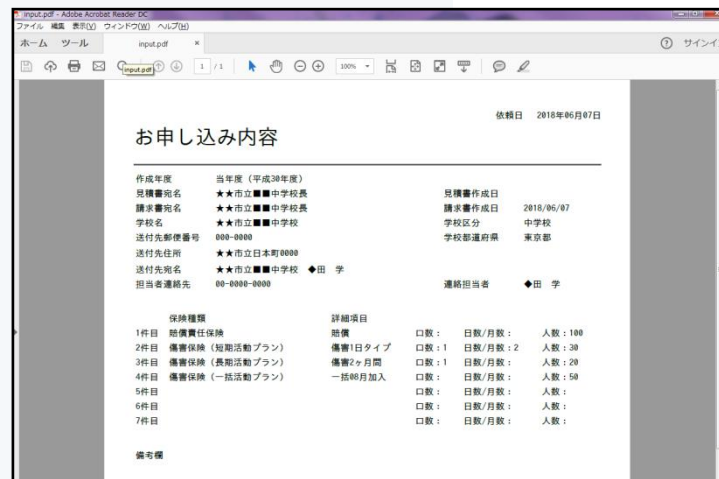 input.pdf - Adobe Acrobat Reader DC
ファイル 編集 表示(V) ウィンドウ(W) ヘルプ(H)
ホーム ツール input.pdf × サインイン
input.pdf 1 / 1 100%
依頼日 2018年06月07日
お申し込み内容
作成年度 当年度（平成30年度）
見積書宛名 ★★市立■■中学校長 見積書作成日
請求書宛名 ★★市立■■中学校長 請求書作成日 2018/06/07
学校名 ★★市立■■中学校 学校区分 中学校
送付先郵便番号 000-0000 学校都道府県 東京都
送付先住所 ★★市立日本町0000
送付先宛名 ★★市立■■中学校 ◆田 学
担当者連絡先 00-0000-0000 連絡担当者 ◆田 学
保険種類 詳細項目
1件目 賠償責任保険 賠償 口数： 日数/月数： 人数：100
2件目 傷害保険（短期活動プラン） 傷害1日タイプ 口数：1 日数/月数：2 人数：30
3件目 傷害保険（長期活動プラン） 傷害2ヶ月間 口数：1 日数/月数： 人数：20
4件目 傷害保険（一括活動プラン） 一括08月加入 口数： 日数/月数： 人数：50
5件目 口数： 日数/月数： 人数：
6件目 口数： 日数/月数： 人数：
7件目 口数： 日数/月数： 人数：
備考欄